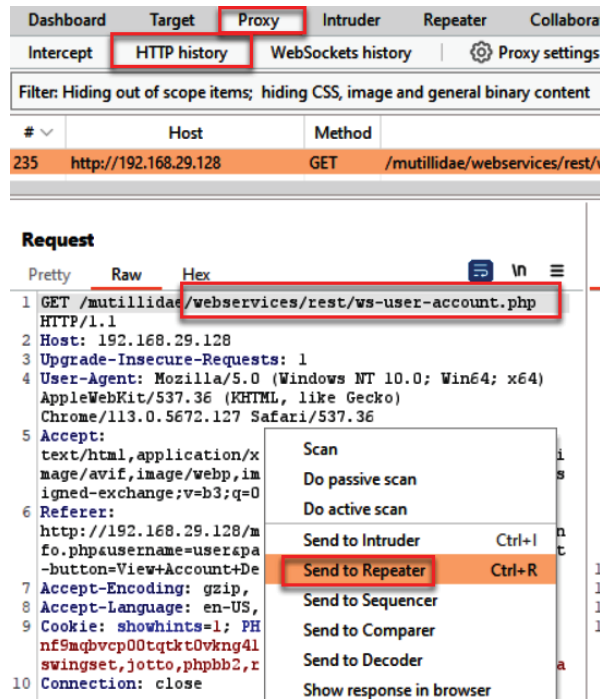 Dashboard Target Proxy Intruder Repeater Collabora
Intercept HTTP history WebSockets history Proxy settings
Filter: Hiding out of scope items; hiding CSS, image and general binary content
# Host Method
235 http://192.168.29.128 GET /mutillidae/webservices/rest/
Request
Pretty Raw Hex \n
1 GET /mutillidae/webservices/rest/ws-user-account.php
HTTP/1.1
2 Host: 192.168.29.128
3 Upgrade-Insecure-Requests: 1
4 User-Agent: Mozilla/5.0 (Windows NT 10.0; Win64; x64)
AppleWebKit/537.36 (KHTML, like Gecko)
Chrome/113.0.5672.127 Safari/537.36
5 Accept:
text/html,application/x
mage/avif,image/webp,im
igned-exchange;v=b3;q=0
6 Referer:
http://192.168.29.128/m
fo.php&username=user&pa
-button=View+Account+De
7 Accept-Encoding: gzip,
8 Accept-Language: en-US,
9 Cookie: showhints=1; PH
nf9mqbvcp00tqtkt0vkng4l
swingset,jotto,phpbb2,r
10 Connection: close
Scan
Do passive scan
Do active scan
Send to Intruder Ctrl+I
Send to Repeater Ctrl+R
Send to Sequencer
Send to Comparer
Send to Decoder
Show response in browser